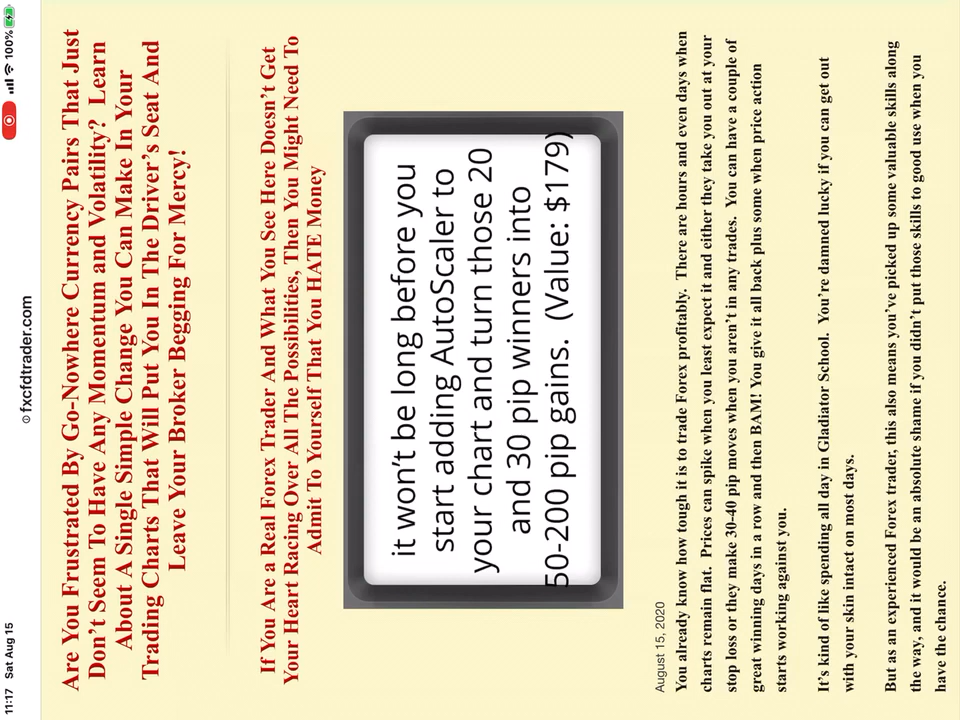 11:17 Sat Aug 15
100%
fxcfdtrader.com
Are You Frustrated By Go-Nowhere Currency Pairs That Just
Don't Seem To Have Any Momentum and Volatility? Learn
About A Single Simple Change You Can Make In Your
Trading Charts That Will Put You In The Driver's Seat And
Leave Your Broker Begging For Mercy!
If You Are a Real Forex Trader And What You See Here Doesn't Get
Your Heart Racing Over All The Possibilities, Then You Might Need To
Admit To Yourself That You HATE Money
it won't be long before you
start adding AutoScaler to
your chart and turn those 20
and 30 pip winners into
50-200 pip gains. (Value: $179)
August 15, 2020
You already know how tough it is to trade Forex profitably. There are hours and even days when
charts remain flat. Prices can spike when you least expect it and either they take you out at your
stop loss or they make 30-40 pip moves when you aren't in any trades. You can have a couple of
great winning days in a row and then BAM! You give it all back plus some when price action
starts working against you.
It's kind of like spending all day in Gladiator School. You're damned lucky if you can get out
with your skin intact on most days.
But as an experienced Forex trader, this also means you've picked up some valuable skills along
the way, and it would be an absolute shame if you didn't put those skills to good use when you
have the chance.